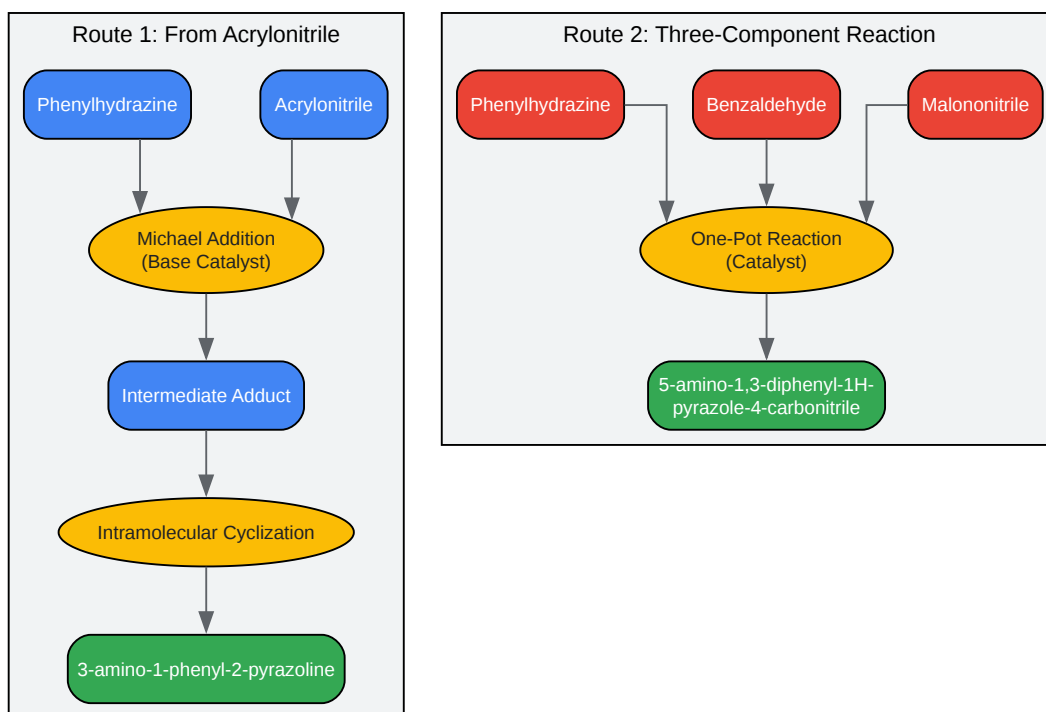 Route 1: From Acrylonitrile
Phenylhydrazine
Acrylonitrile
Michael Addition
(Base Catalyst)
Intermediate Adduct
Intramolecular Cyclization
3-amino-1-phenyl-2-pyrazoline
Route 2: Three-Component Reaction
Phenylhydrazine
Benzaldehyde
Malononitrile
One-Pot Reaction
(Catalyst)
5-amino-1,3-diphenyl-1H-
pyrazole-4-carbonitrile